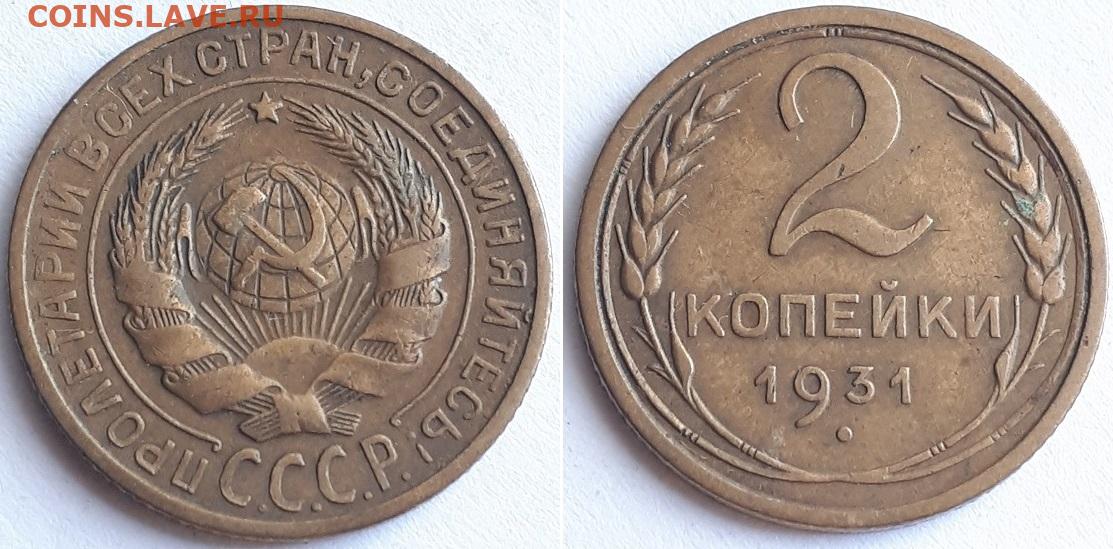 COINS.LAVE.RU
ПРОЛЕТАРИИ ВСЕХ СТРАН, СОЕДИНЯЙТЕСЬ!
С.С.С.Р.
2
КОПЕЙКИ
1931